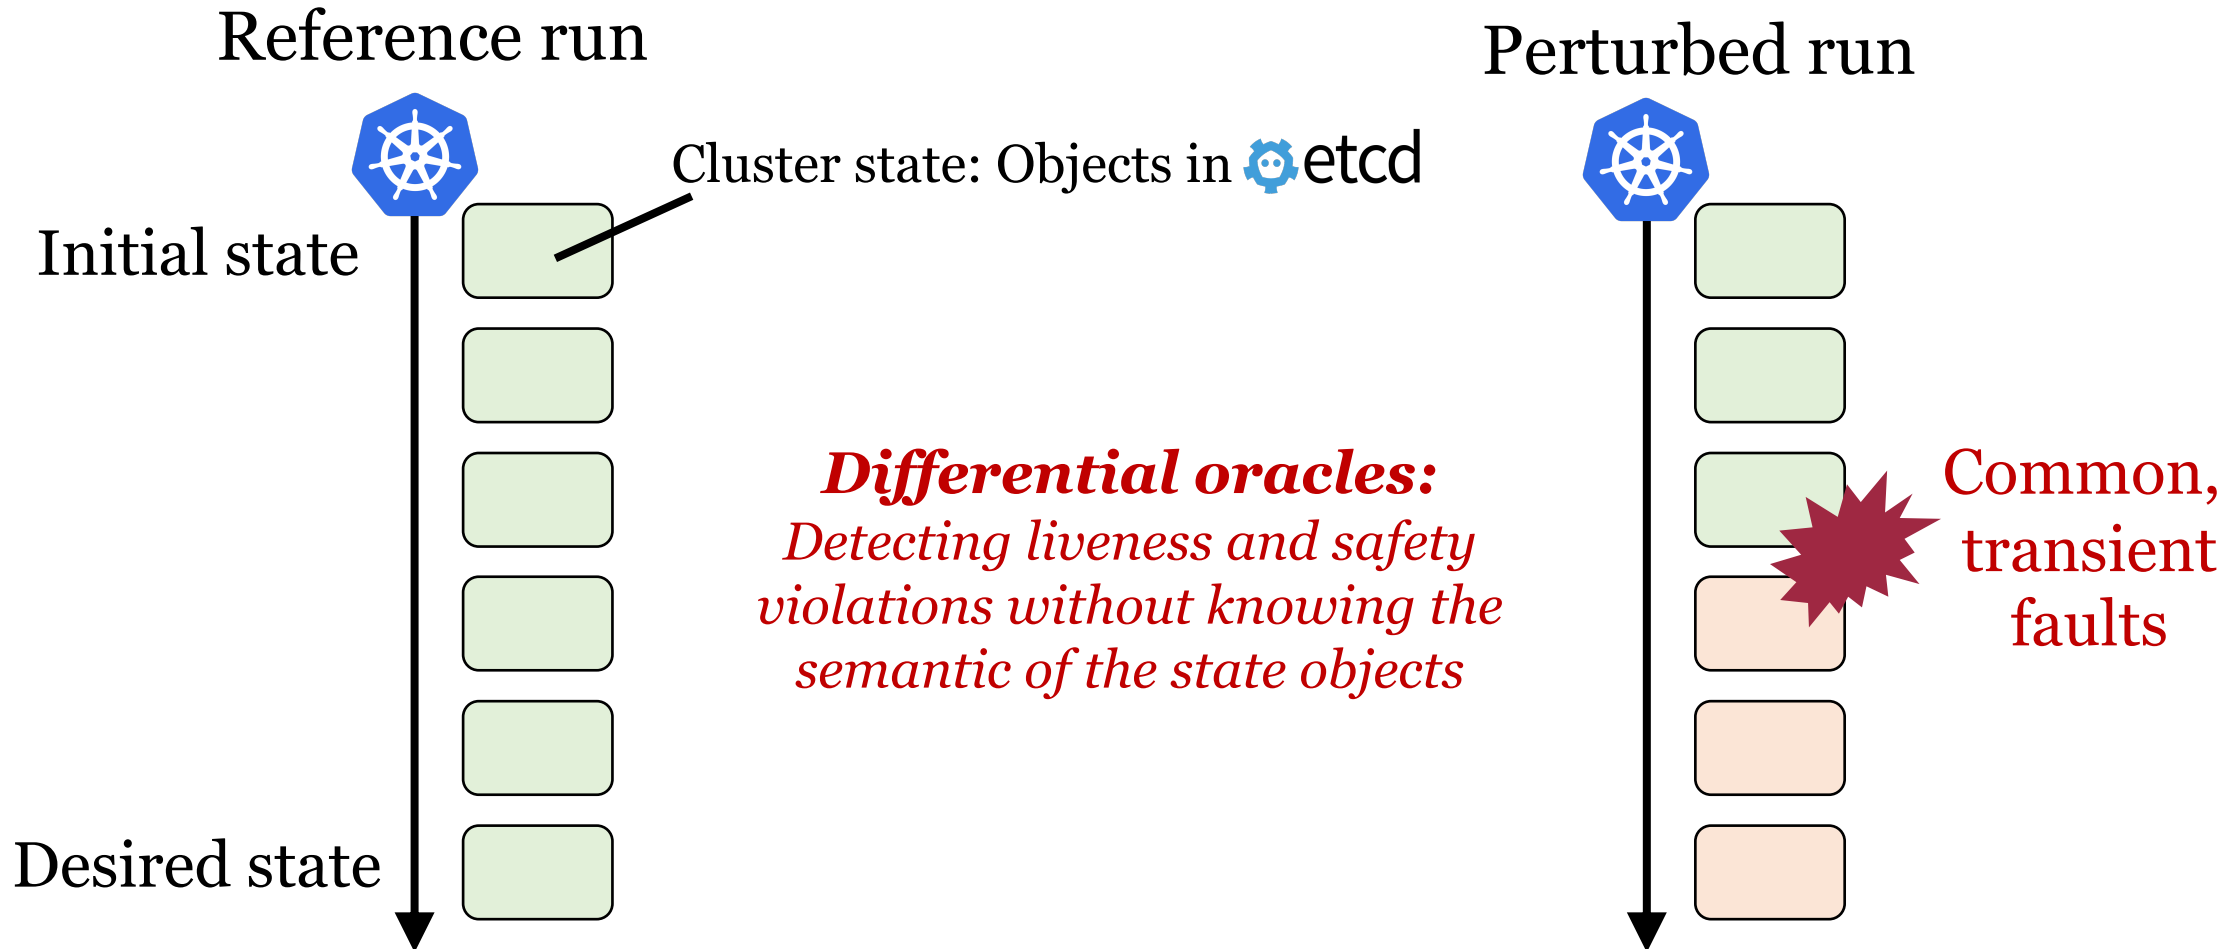 Reference run
Perturbed run
Cluster state: Objects in etcd
Initial state
Differential oracles:
Detecting liveness and safety
violations without knowing the
semantic of the state objects
Common,
transient
faults
Desired state